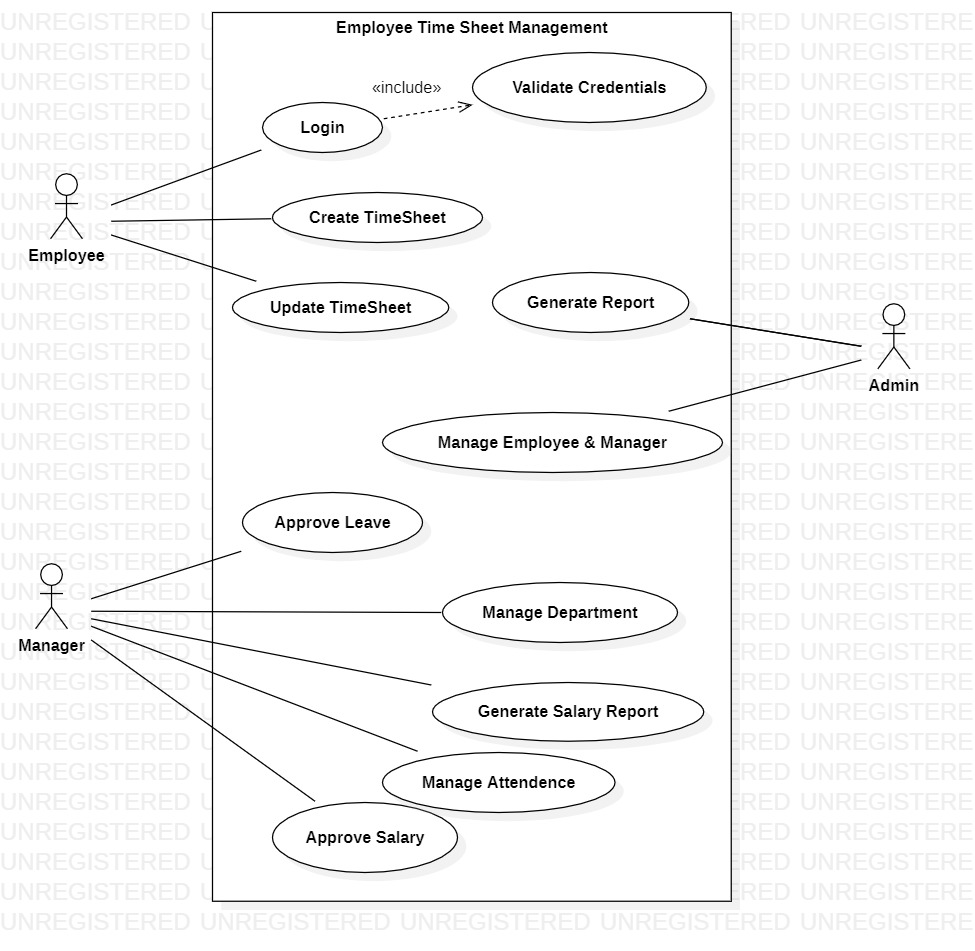 Employee Time Sheet Management
«include»
Validate Credentials
Login
Create TimeSheet
Employee
Update TimeSheet
Generate Report
Admin
Manage Employee & Manager
Approve Leave
Manage Department
Manager
Generate Salary Report
Manage Attendence
Approve Salary
UNREGISTERED UNREGISTERED UNREGISTERED UNREGISTERED